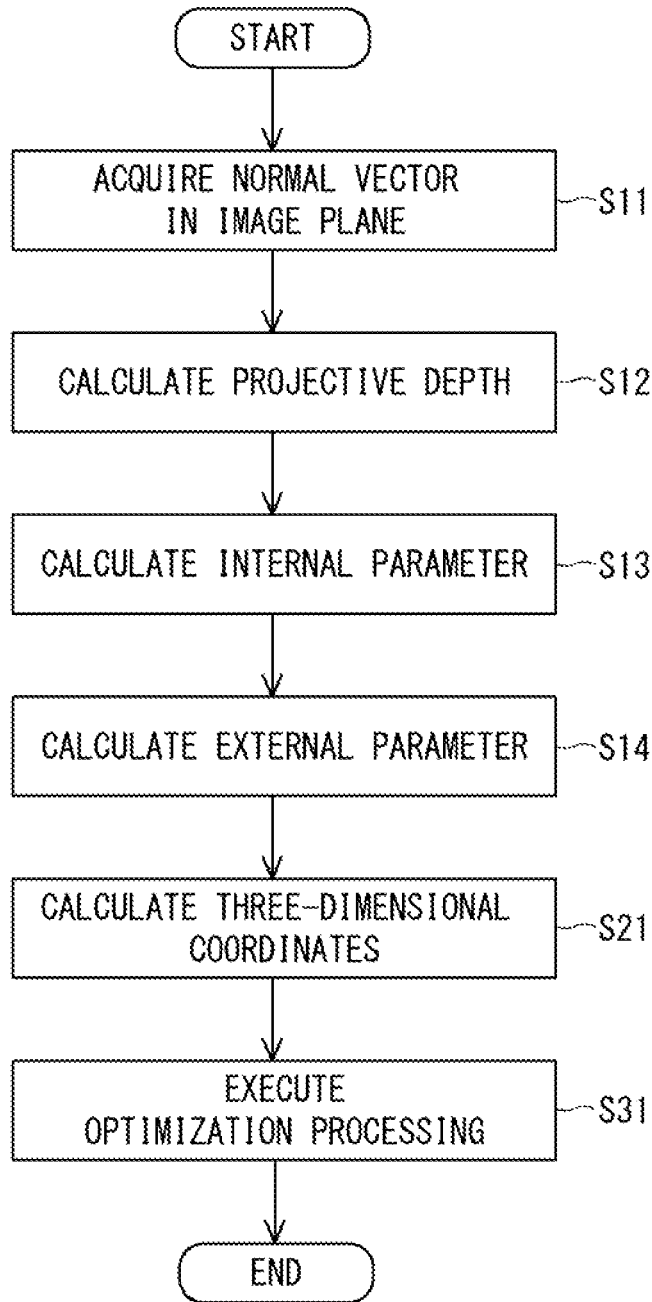 START
ACQUIRE NORMAL VECTOR
IN IMAGE PLANE
S11
CALCULATE PROJECTIVE DEPTH
S12
CALCULATE INTERNAL PARAMETER
S13
CALCULATE EXTERNAL PARAMETER
S14
CALCULATE THREE-DIMENSIONAL
COORDINATES
S21
EXECUTE
OPTIMIZATION PROCESSING
S31
END